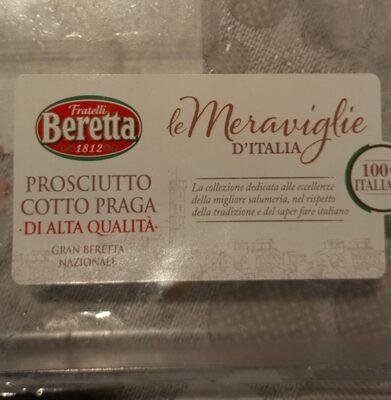 Fratelli
Beretta
1812
le Meraviglie
D'ITALIA
PROSCIUTTO
COTTO PRAGA
·DI ALTA QUALITÀ·
GRAN BERETTA
NAZIONALE
La collezione dedicata alle eccellenze
della migliore salumeria, nel rispetto
della tradizione e del saper fare italiano
100
ITALIA